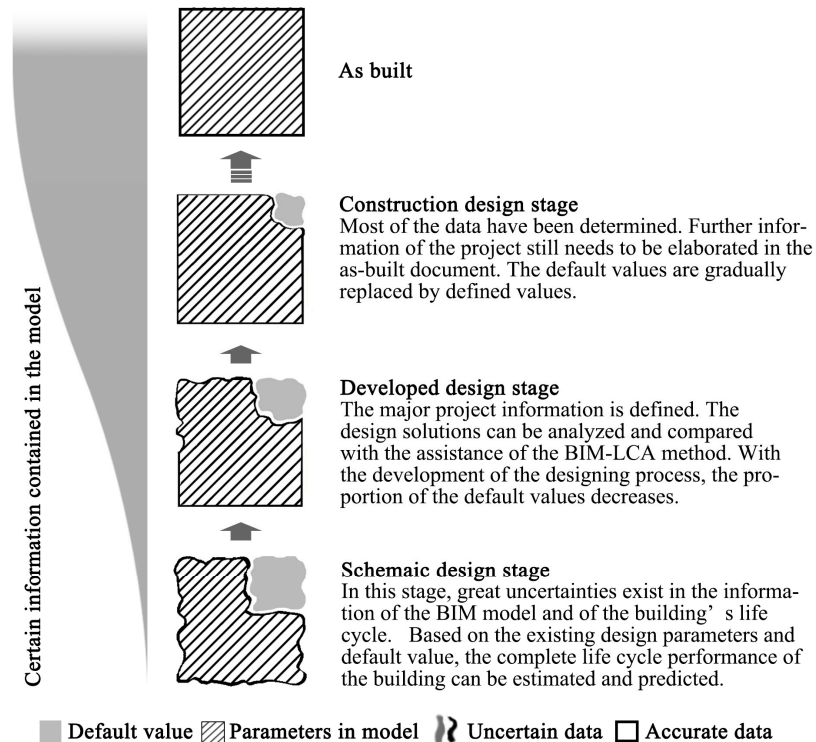 As built
Construction design stage
Most of the data have been determined. Further infor-
mation of the project still needs to be elaborated in the
as-built document. The default values are gradually
replaced by defined values.
Developed design stage
The major project information is defined. The
design solutions can be analyzed and compared
with the assistance of the BIM-LCA method. With
the development of the designing process, the pro-
portion of the default values decreases.
Schemaic design stage
In this stage, great uncertainties exist in the informa-
tion of the BIM model and of the building’ s life
cycle. Based on the existing design parameters and
default value, the complete life cycle performance of
the building can be estimated and predicted.
Certain information contained in the model
Default value Parameters in model Uncertain data Accurate data